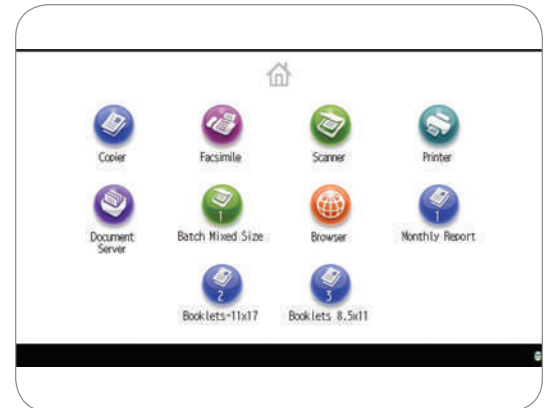 Copier
Facsimile
Scanner
Printer
Document
Server
1
Batch Mixed Size
Browser
1
Monthly Report
2
Booklets-11x17
3
Booklets 8.5x11